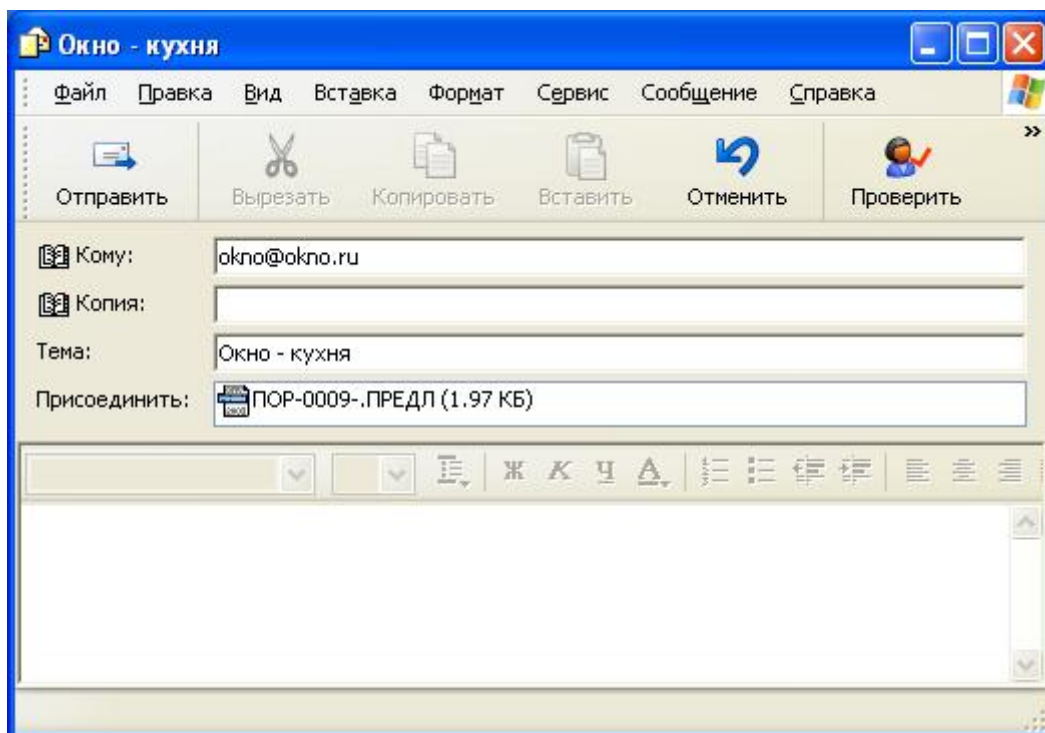 Окно - кухня
Файл Правка Вид Вставка Формат Сервис Сообщение Справка
»
Отправить Вырезать Копировать Вставить Отменить Проверить
Кому: okno@okno.ru
Копия:
Тема: Окно - кухня
Присоединить: ПОР-0009-.ПРЕДЛ (1.97 КБ)
Ж К Ч А